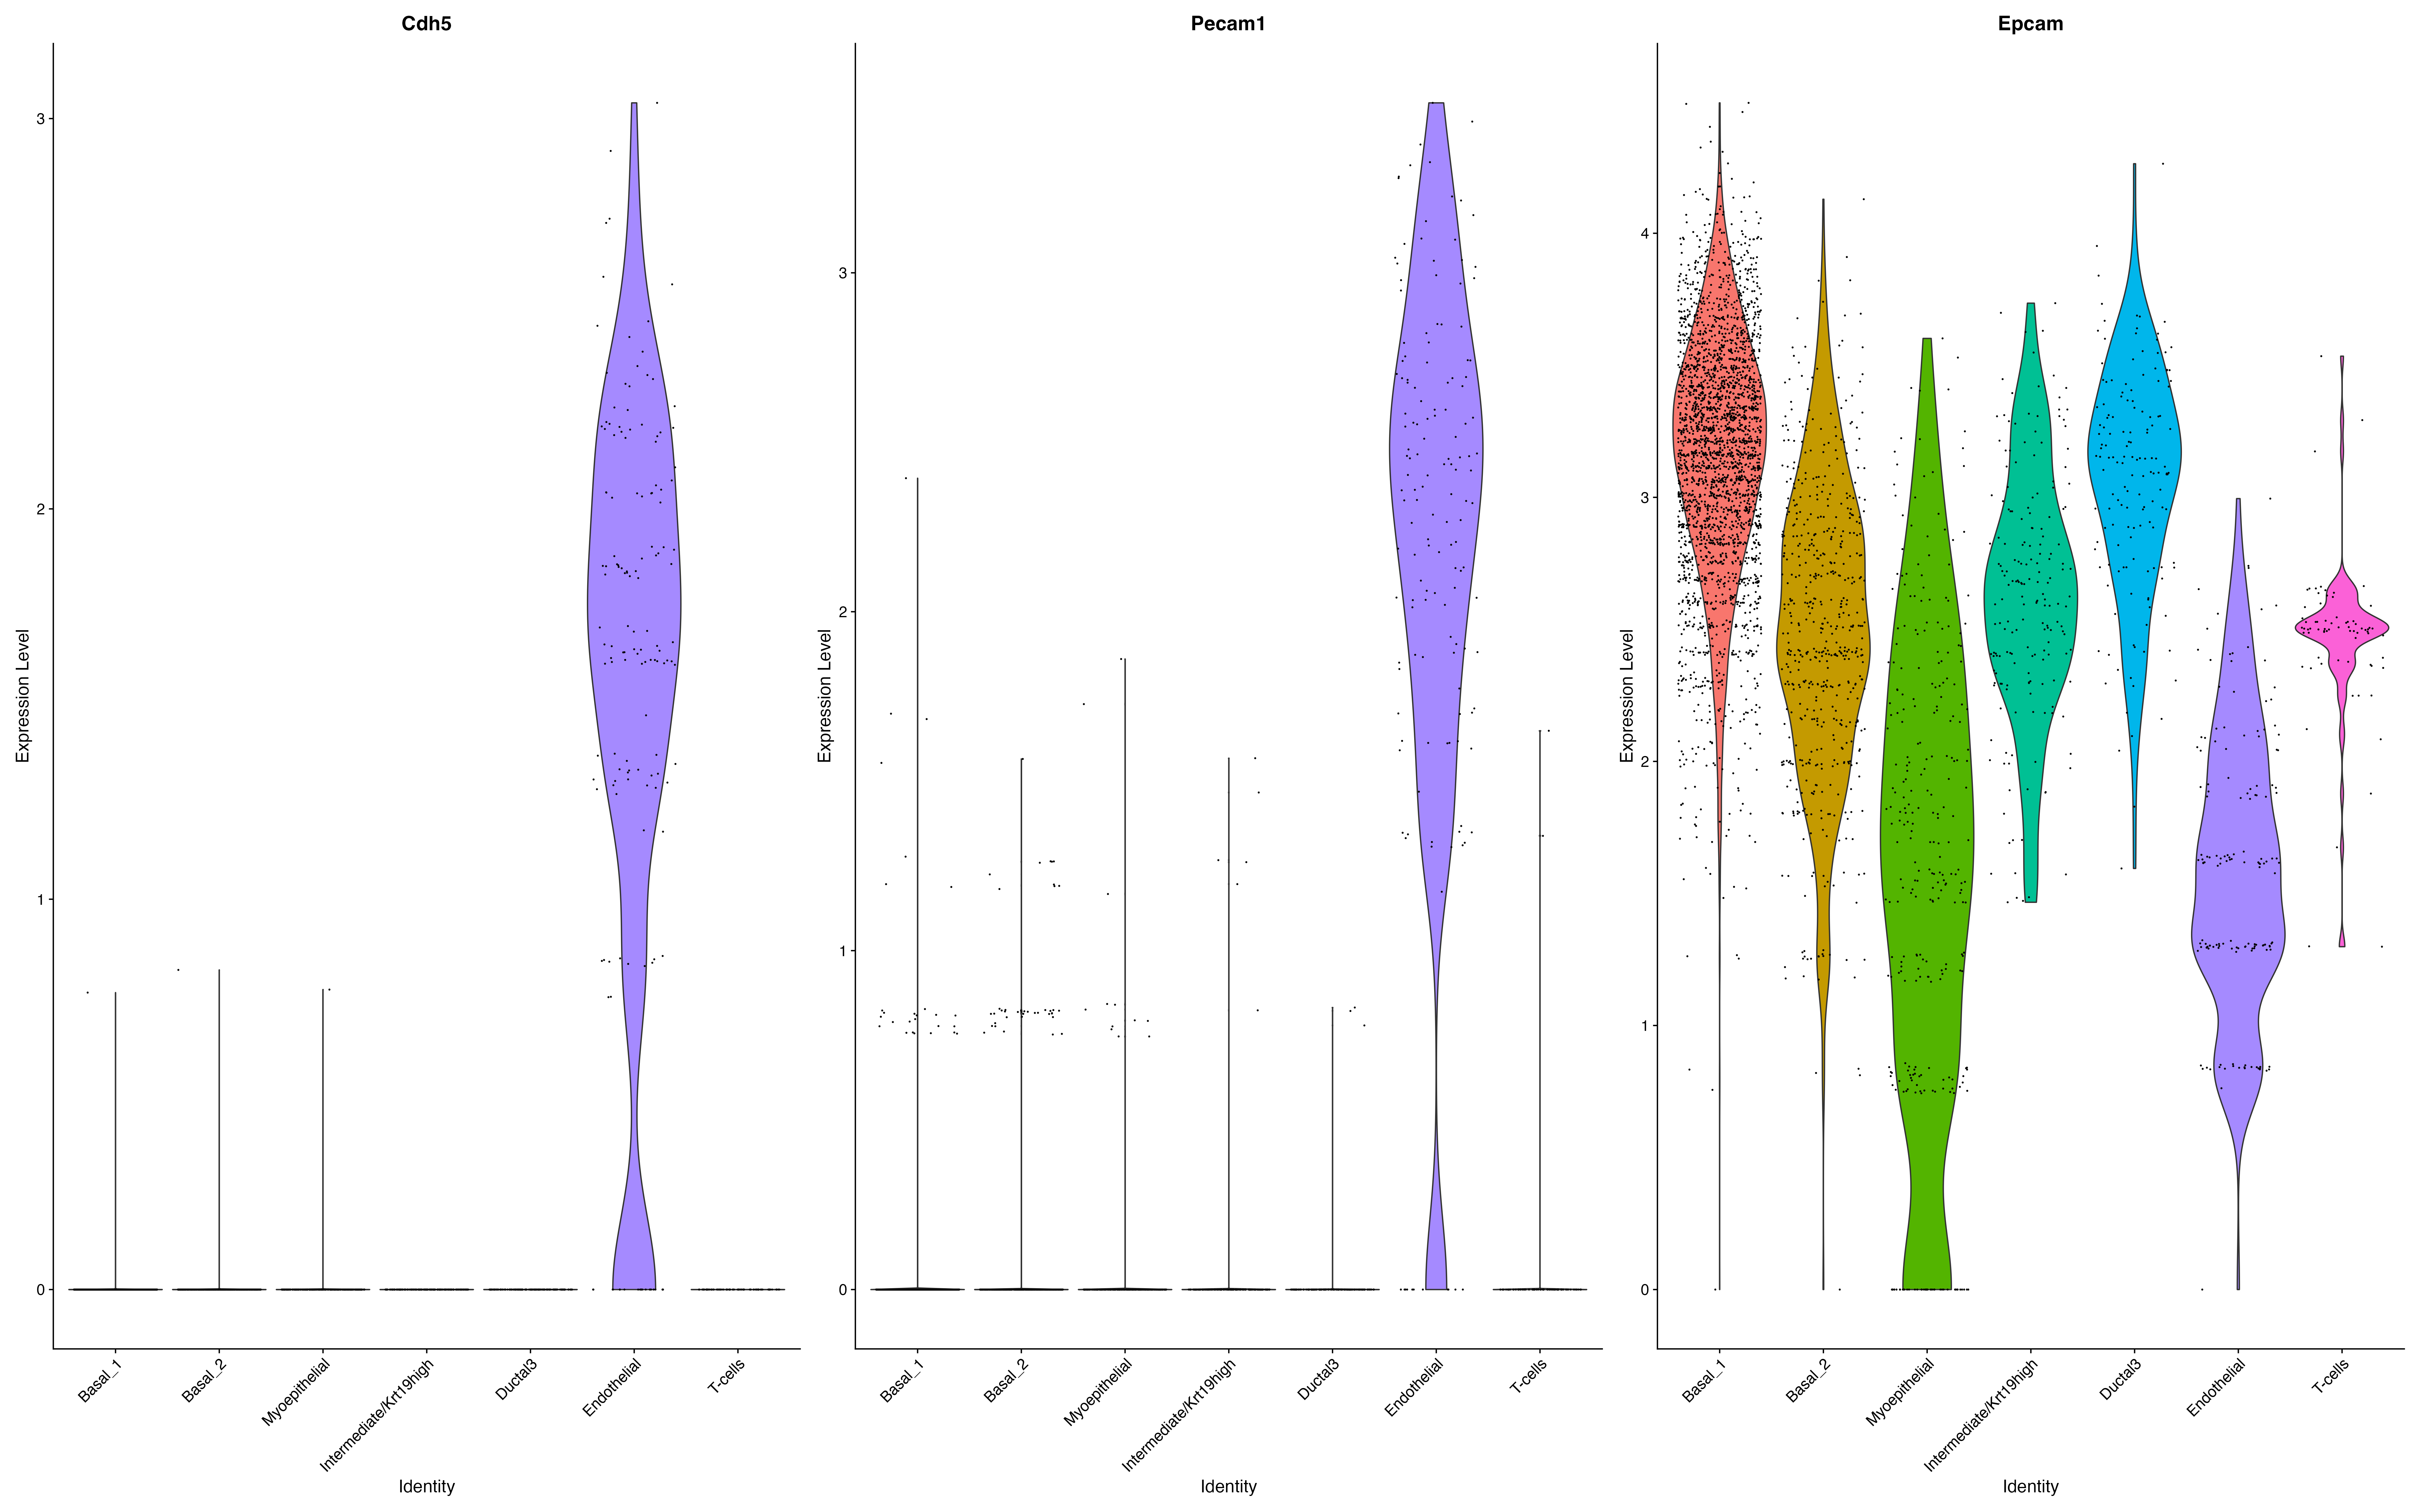 Cdh5
Expression Level
3
2
1
0
Basal_1
Basal_2
Myoepithelial
Intermediate/Krt19high
Ductal3
Endothelial
T-cells
Identity
Pecam1
Expression Level
3
2
1
0
Basal_1
Basal_2
Myoepithelial
Intermediate/Krt19high
Ductal3
Endothelial
T-cells
Identity
Epcam
Expression Level
4
3
2
1
0
Basal_1
Basal_2
Myoepithelial
Intermediate/Krt19high
Ductal3
Endothelial
T-cells
Identity